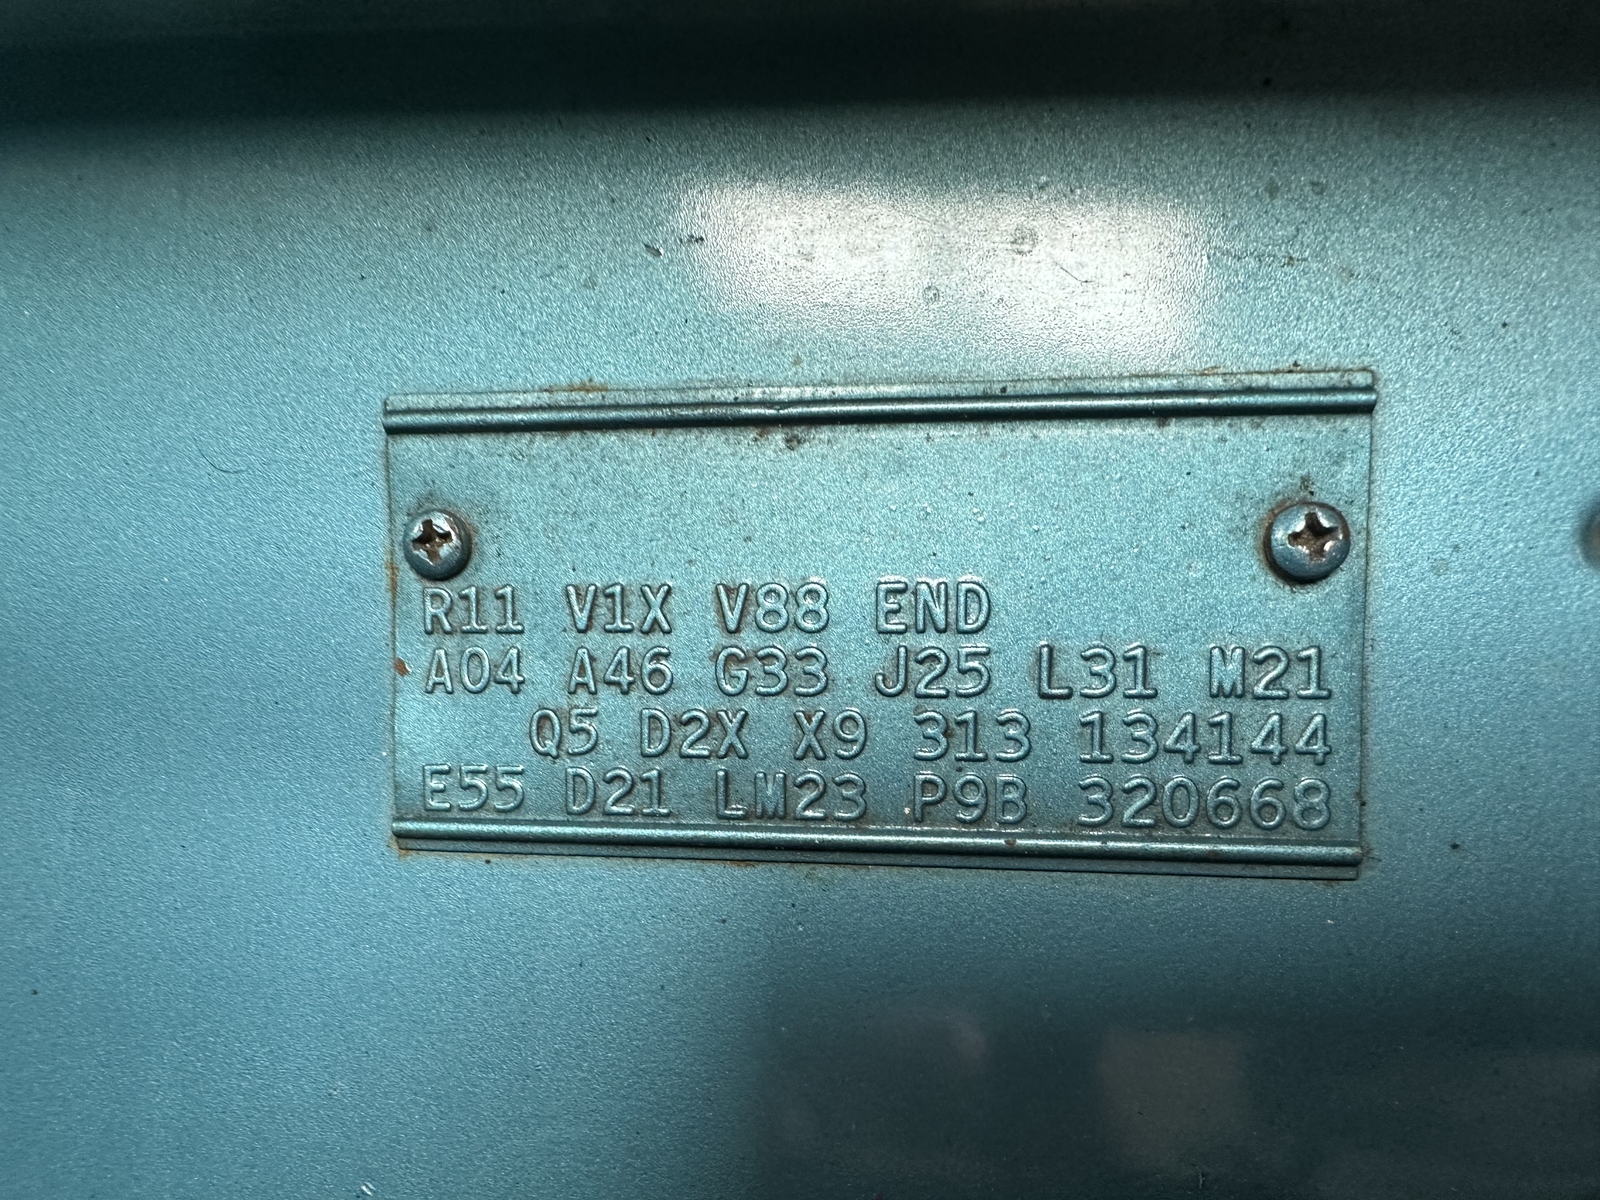 R11 V1X V88 END
A04 A46 G33 J25 L31 M21
Q5 D2X X9 313 134144
E55 D21 LM23 P9B 320668